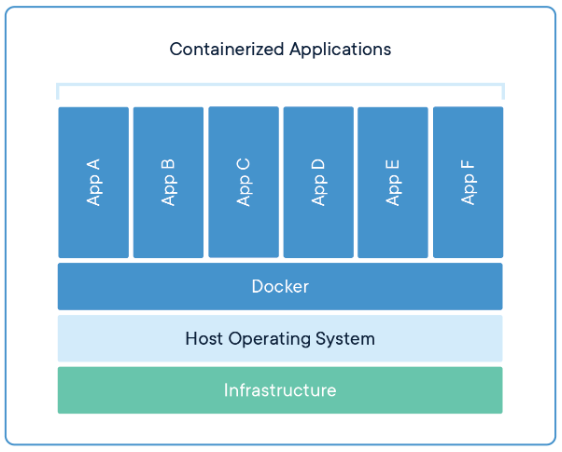 Containerized Applications
App A
App B
App C
App D
App E
App F
Docker
Host Operating System
Infrastructure